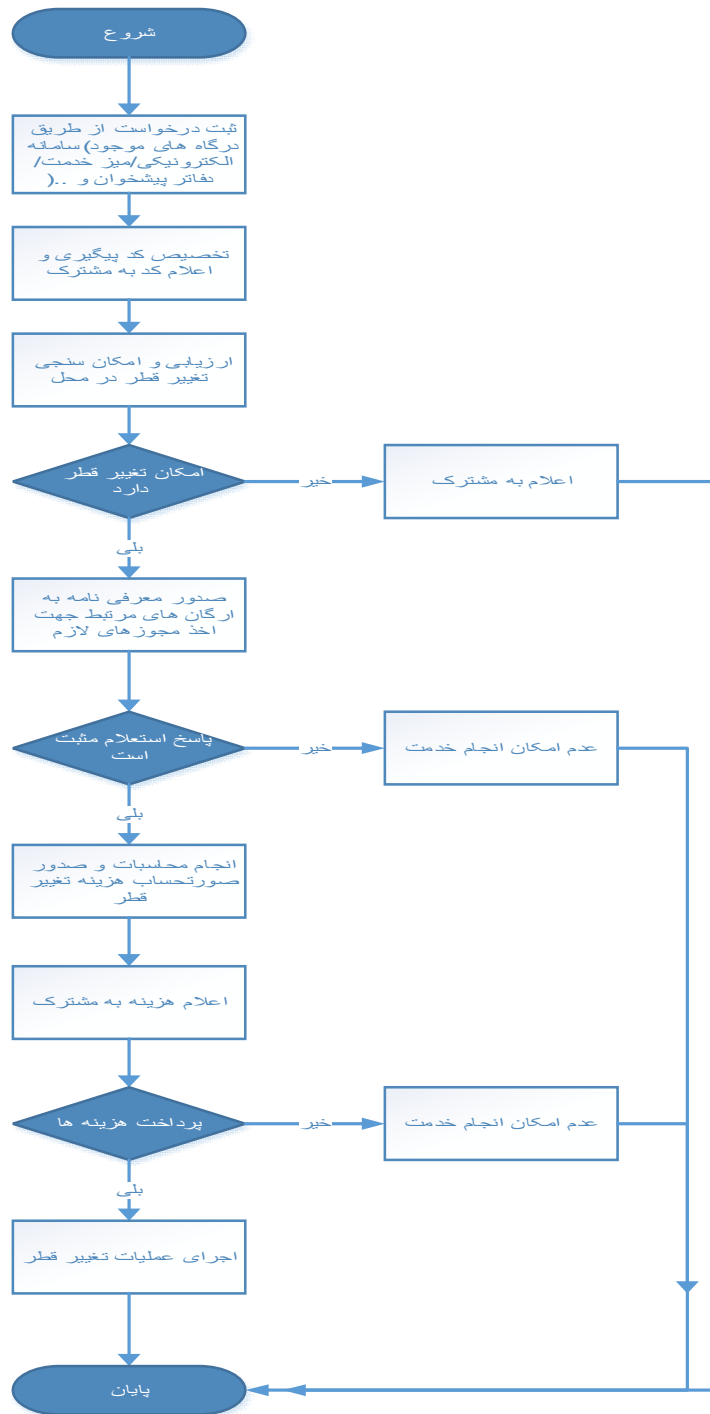 شروع
ثبت درخواست از طریق
درگاه های موجود)سامانه
الکترونیکی/میز خدمت/
دفاتر پیشخوان و ..(
تخصیص کد پیگیری و
اعلام کد به مشترک
ارزیابی و امکان سنجی
تغییر قطر در محل
امکان تغییر قطر
دارد
خیر
اعلام به مشترک
بلی
صدور معرفی نامه به
ارگان های مرتبط جهت
اخذ مجوزهای لازم
پاسخ استعلام مثبت
است
خیر
عدم امکان انجام خدمت
بلی
انجام محاسبات و صدور
صورتحساب هزینه تغییر
قطر
اعلام هزینه به مشترک
پرداخت هزینه ها
خیر
عدم امکان انجام خدمت
بلی
اجرای عملیات تغییر قطر
پایان